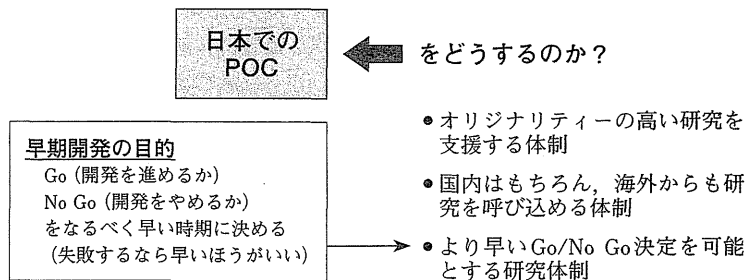 日本での
POC
をどうするのか？
早期開発の目的
Go (開発を進めるか)
No Go (開発をやめるか)
をなるべく早い時期に決める
(失敗するなら早いほうがいい)
● オリジナリティーの高い研究を
支援する体制
● 国内はもちろん，海外からも研
究を呼び込める体制
● より早いGo/No Go決定を可能
とする研究体制